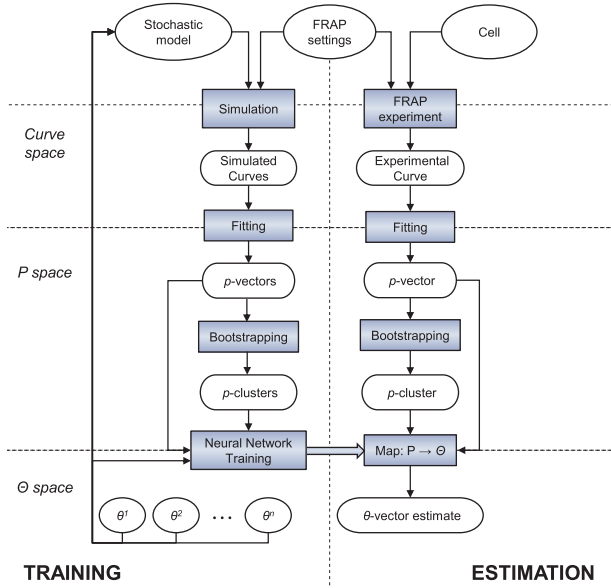 Stochastic
model
FRAP
settings
Cell
Simulation
FRAP
experiment
Curve
space
Simulated
Curves
Experimental
Curve
Fitting
Fitting
P space
p-vectors
p-vector
Bootstrapping
Bootstrapping
p-clusters
p-cluster
Neural Network
Training
Map: P → Θ
Θ space
θ¹
θ²
...
θⁿ
θ-vector estimate
TRAINING
ESTIMATION